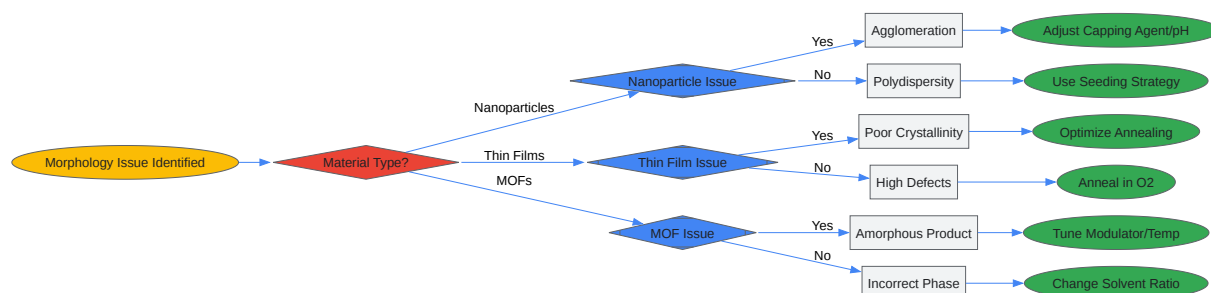 Morphology Issue Identified
Material Type?
Nanoparticles
Thin Films
MOFs
Nanoparticle Issue
Yes
No
Agglomeration
Adjust Capping Agent/pH
Polydispersity
Use Seeding Strategy
Thin Film Issue
Yes
No
Poor Crystallinity
Optimize Annealing
High Defects
Anneal in O2
MOF Issue
Yes
No
Amorphous Product
Tune Modulator/Temp
Incorrect Phase
Change Solvent Ratio